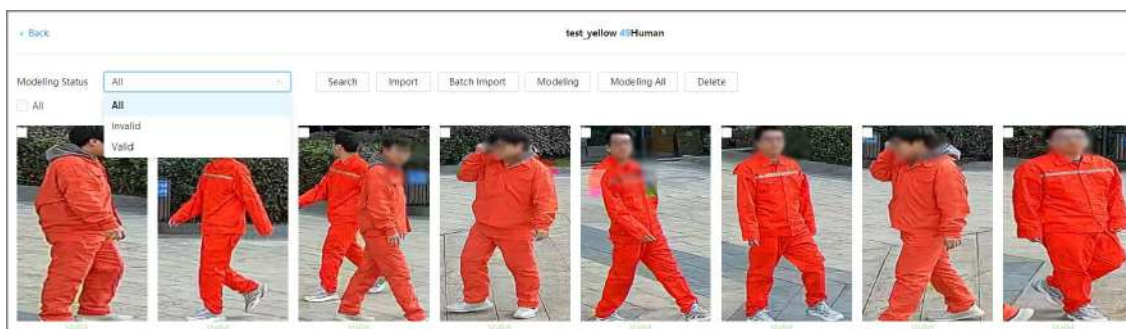 Back
test_yellow 49Human
Modeling Status
All
Search
Import
Batch Import
Modeling
Modeling All
Delete
All
All
Invalid
Valid